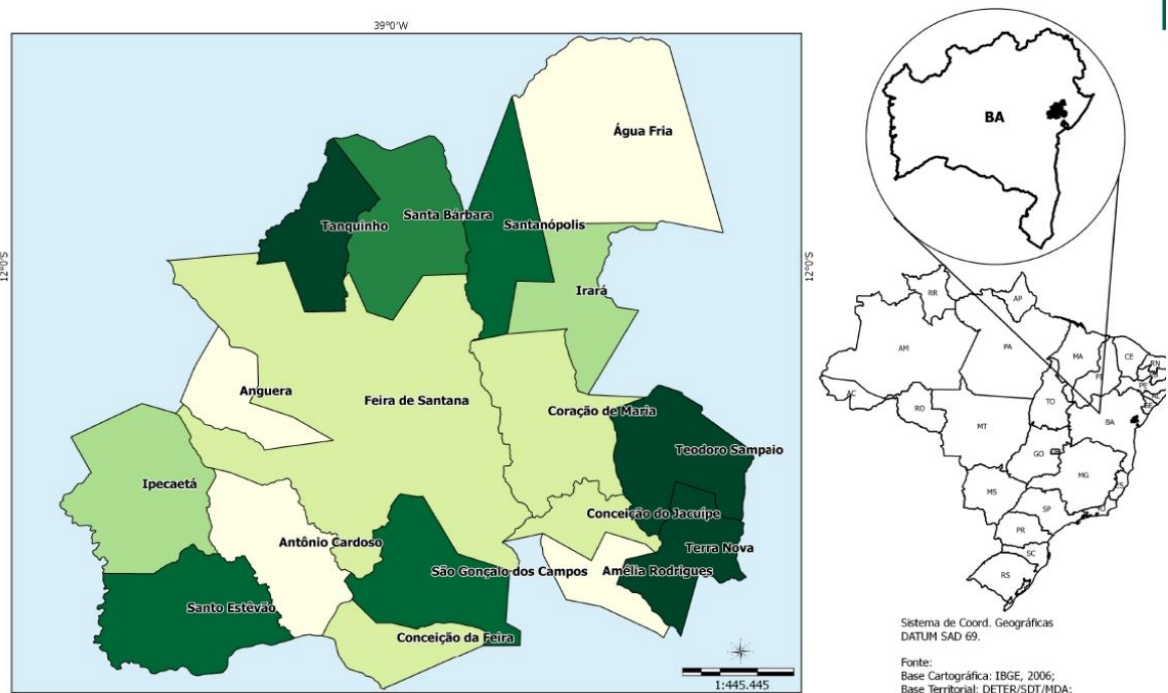 39°0'W
12°0'S
12°0'S
Água Fria
Santa Bárbara
Tanquinho
Santanópolis
Irará
Anguera
Feira de Santana
Coração de Maria
Teodoro Sampaio
Ipecaetá
Conceição do Jacuípe
Antônio Cardoso
Terra Nova
São Gonçalo dos Campos
Amélia Rodrigues
Santo Estêvão
Conceição da Feira
1:445.445
BA
RR
AP
AM
PA
MA
CE
RN
PE
AC
TO
RO
BA
MT
GO
MG
MS
SP
PR
SC
RS
Sistema de Coord. Geográficas
DATUM SAD 69.
Fonte:
Base Cartográfica: IBGE, 2006;
Base Territorial: DETER/SDT/MDA;